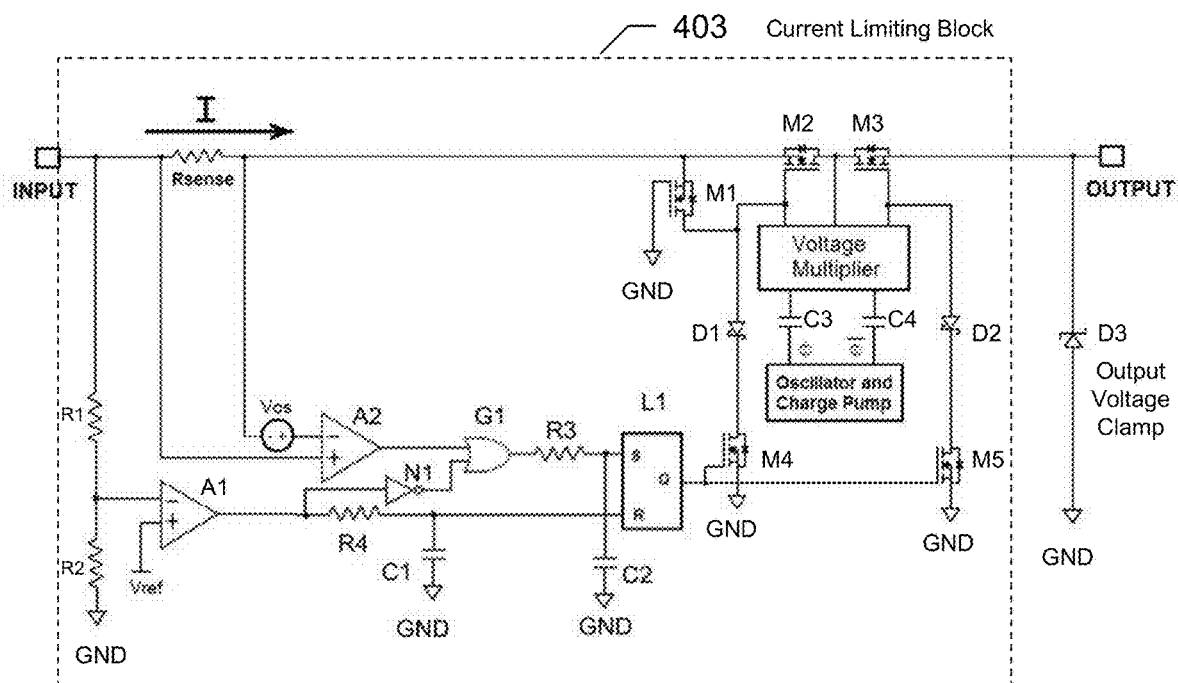 403 Current Limiting Block
I
M2 M3
INPUT
Rsense
M1
OUTPUT
GND
Voltage
Multiplier
D1
C3 C4
D2
D3
Output
Voltage
Clamp
Oscillator and
Charge Pump
R1
Vos
A2
G1
R3
L1
S
Q
R
M4
M5
N1
A1
R4
R2
Vref
C1
C2
GND
GND
GND
GND
GND
GND